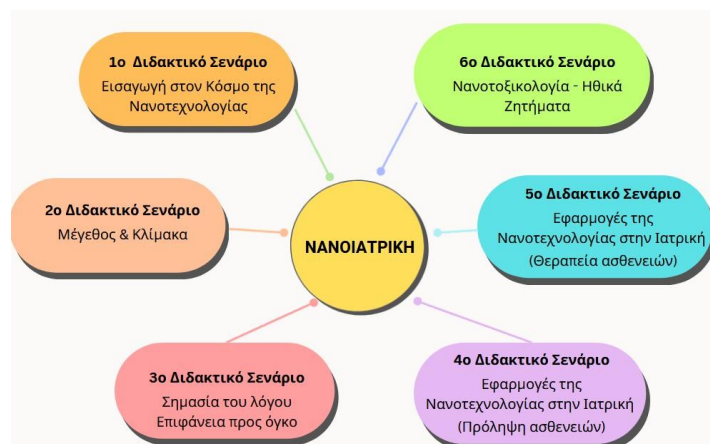 1ο Διδακτικό Σενάριο
Εισαγωγή στον Κόσμο της
Νανοτεχνολογίας
6ο Διδακτικό Σενάριο
Νανοτοξικολογία - Ηθικά
Ζητήματα
2ο Διδακτικό Σενάριο
Μέγεθος & Κλίμακα
5ο Διδακτικό Σενάριο
Εφαρμογές της
Νανοτεχνολογίας στην Ιατρική
(Θεραπεία ασθενειών)
ΝΑΝΟΙΑΤΡΙΚΗ
3ο Διδακτικό Σενάριο
Σημασία του λόγου
Επιφάνεια προς όγκο
4ο Διδακτικό Σενάριο
Εφαρμογές της
Νανοτεχνολογίας στην Ιατρική
(Πρόληψη ασθενειών)